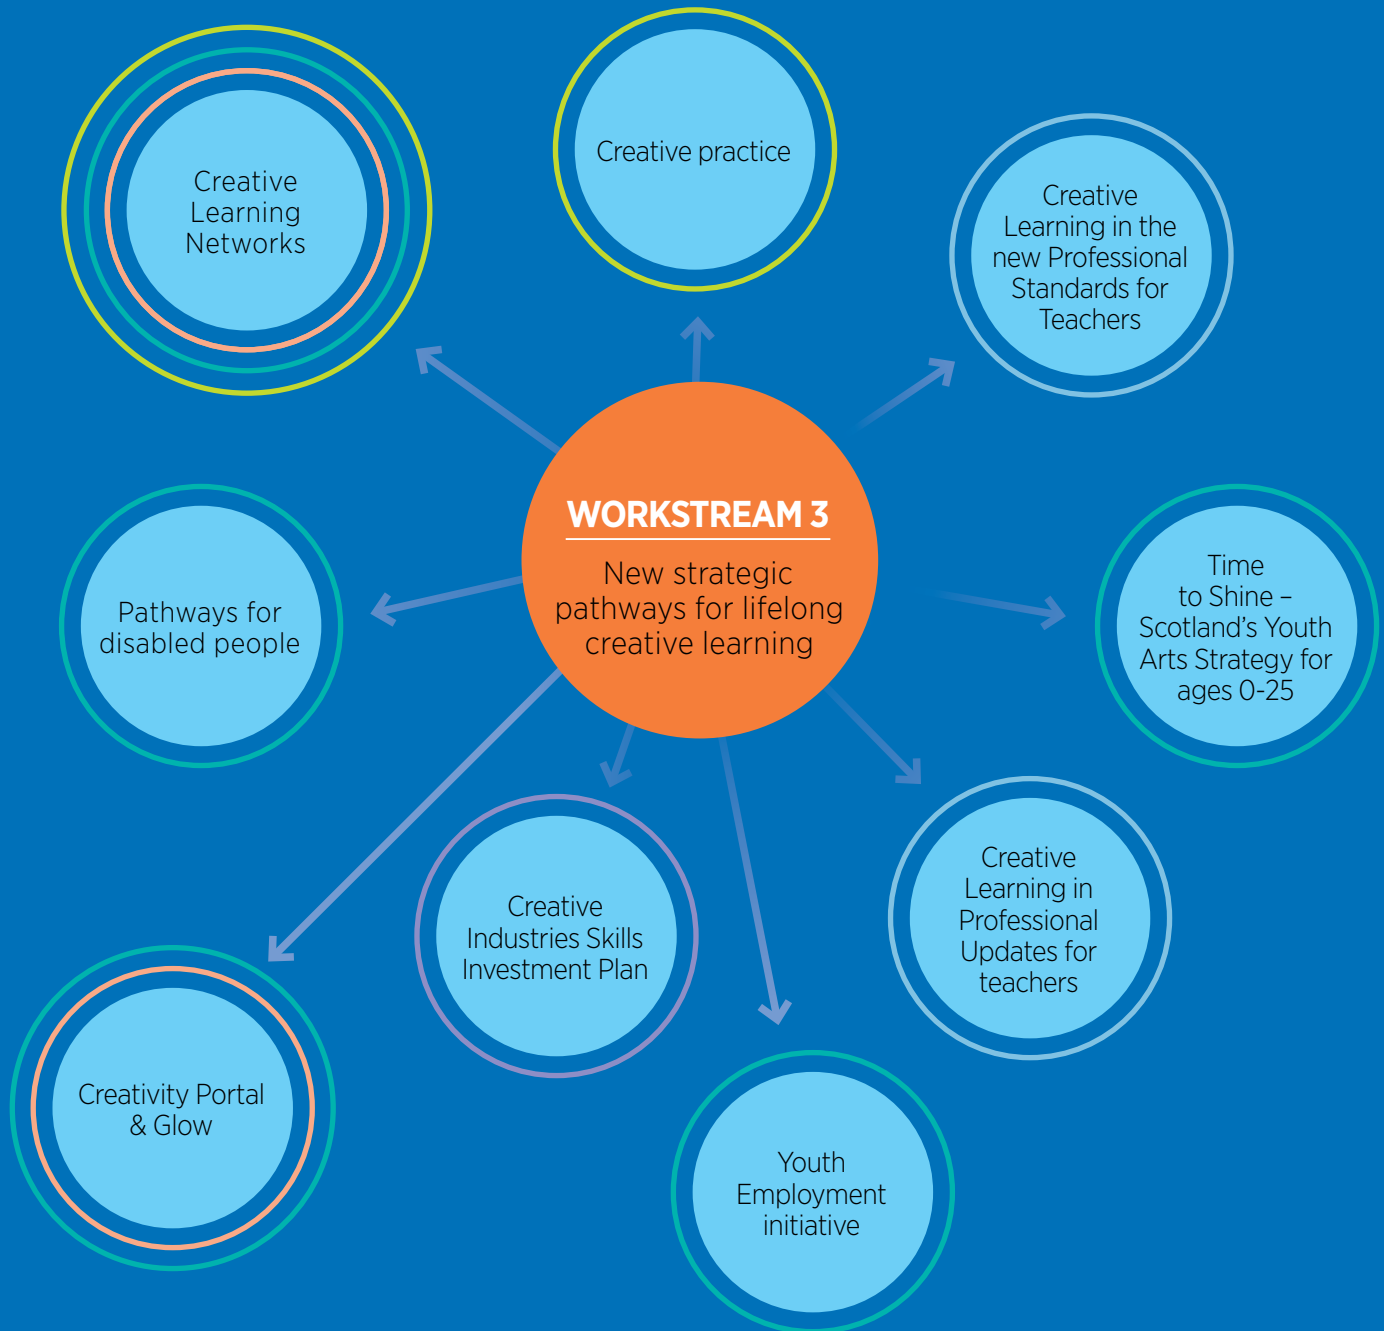 Creative
Learning
Networks
Creative practice
Creative
Learning in the
new Professional
Standards for
Teachers
WORKSTREAM 3
New strategic
pathways for lifelong
creative learning
Pathways for
disabled people
Time
to Shine –
Scotland’s Youth
Arts Strategy for
ages 0-25
Creative
Industries Skills
Investment Plan
Creative
Learning in
Professional
Updates for
teachers
Creativity Portal
& Glow
Youth
Employment
initiative